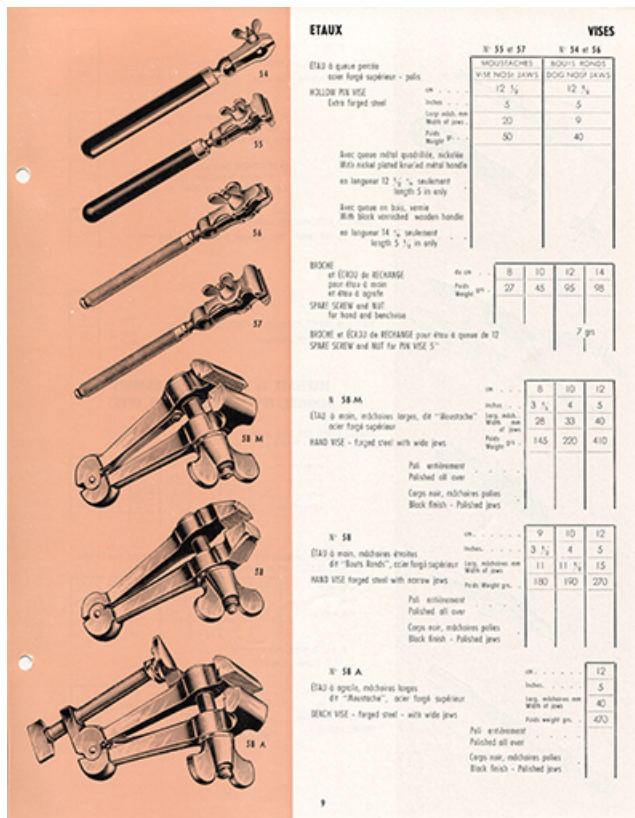 54
55
56
57
58 M
58
58 A
ETAUX VISES
N° 55 et 57 N° 54 et 56
MOUSTACHES BOUTS RONDS
VISE NOSE JAWS DOG NOSE JAWS
ETAU à queue percée
acier forgé supérieur - polis
HOLLOW PIN VISE
Extra forged steel
cm 12 ½ 12 ½
Inches 5 5
Larg. mâch. mm
Width of jaws 20 9
Poids
Weight gr. 50 40
Avec queue métal quadrillée, nickelée
With nickel plated knurled métal handle
en longueur 12 seulement
length 5 in only
Avec queue en bois, vernie
With black varnished wooden handle
en longueur 14 seulement
length 5 in only
BROCHE
et ÉCROU de RECHANGE
pour étau à main
et étau à agrafe
SPARE SCREW and NUT
for hand and benchvise
de cm 8 10 12 14
Poids
Weight grs 27 45 95 98
BROCHE et ÉCROU de RECHANGE pour étau à queue de 12
SPARE SCREW and NUT for PIN VISE 5"
7 grs
N° 58 M
ETAU à main, mâchoires larges, dit "Moustache"
acier forgé supérieur
HAND VISE - forged steel with wide jaws
cm 8 10 12
inches 3 4 5
Larg. mâch. mm
Width of jaws 28 33 40
Poids
Weight grs 145 220 410
Poli entièrement
Polished all over
Corps noir, mâchoires polies
Black finish - Polished jaws
N° 58
ETAU à main, mâchoires étroites
dit "Bouts Ronds", acier forgé supérieur
HAND VISE forged steel with narrow jaws
cm 9 10 12
Inches 3 ½ 4 5
Larg. mâchoires mm
Width of jaws 11 11 ½ 15
Poids Weight grs. 180 190 270
Poli entièrement
Polished all over
Corps noir, mâchoires polies
Black finish - Polished jaws
N° 58 A
ETAU à agrafe, mâchoires larges
dit "Moustache", acier forgé supérieur
BENCH VISE - forged steel - with wide jaws
cm 12
Inches 5
Larg. mâchoires mm
Width of jaws 40
Poids weight grs. 470
Poli entièrement
Polished all over
Corps noir, mâchoires polies
Black finish - Polished jaws
9